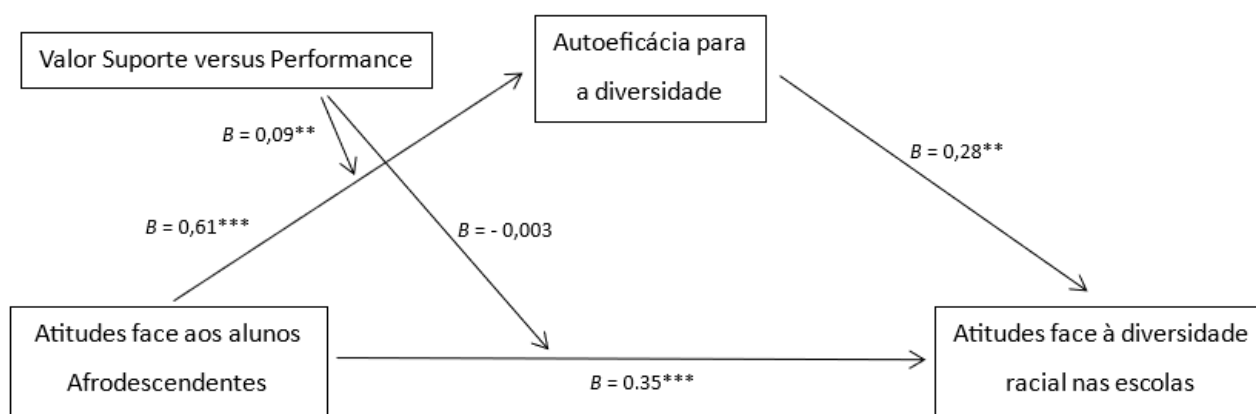 Valor Suporte versus Performance
Autoeficácia para
a diversidade
B = 0,09**
B = 0,28**
B = 0,61***
B = - 0,003
Atitudes face aos alunos
Afrodescendentes
B = 0.35***
Atitudes face à diversidade
racial nas escolas